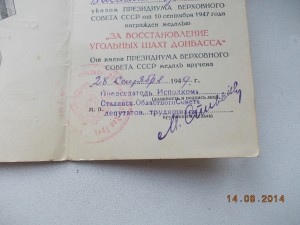 Указом ПРЕЗИДИУМА ВЕРХОВНОГО
СОВЕТА СССР от 10 сентября 1947 года
награжден медалью
"ЗА ВОССТАНОВЛЕНИЕ
УГОЛЬНЫХ ШАХТ ДОНБАССА"
От имени ПРЕЗИДИУМА ВЕРХОВНОГО
СОВЕТА СССР медаль вручена
28 1949 г.
Председатель Исполкома
Сталинск. Областного Совета
М. П.
депутатов трудящихся
14.08.2014